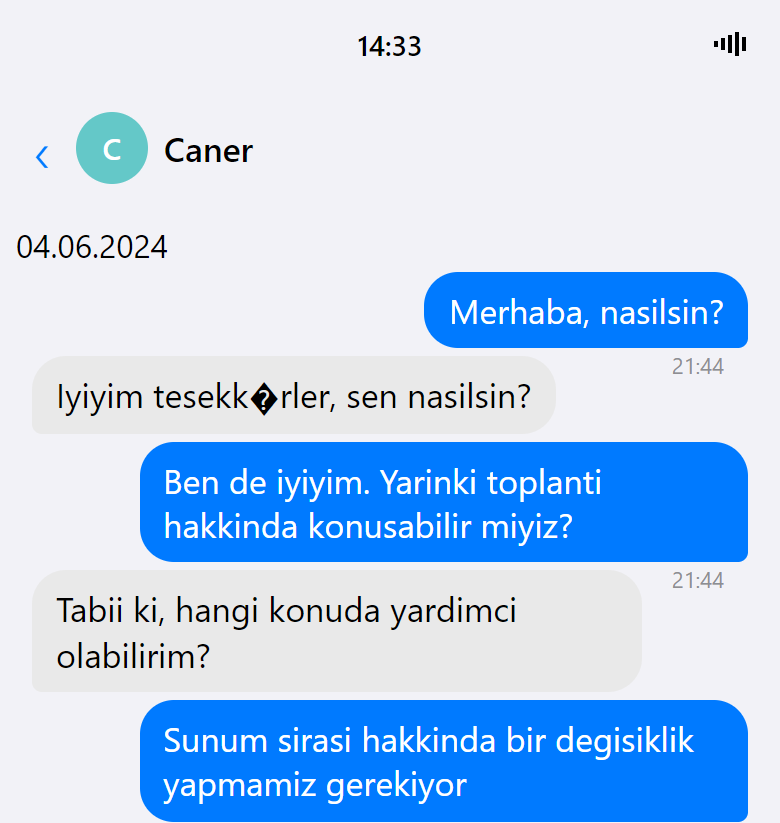 14:33
C
Caner
04.06.2024
Merhaba, nasilsin?
21:44
Iyiyim tesekk�rler, sen nasilsin?
Ben de iyiyim. Yarinki toplanti
hakkinda konusabilir miyiz?
21:44
Tabii ki, hangi konuda yardimci
olabilirim?
Sunum sirasi hakkinda bir degisiklik
yapmamiz gerekiyor